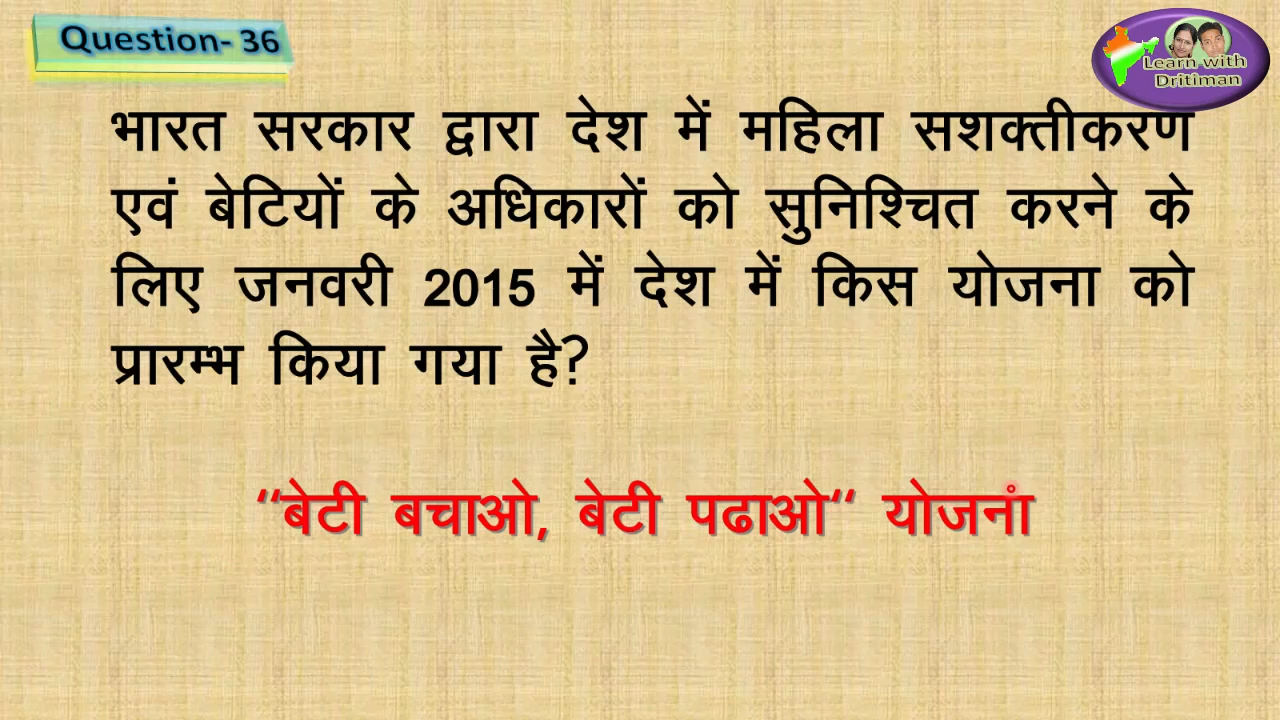 Question- 36
Learn with
Dritiman
भारत सरकार द्वारा देश में महिला सशक्तीकरण
एवं बेटियों के अधिकारों को सुनिश्चित करने के
लिए जनवरी 2015 में देश में किस योजना को
प्रारम्भ किया गया है?
“बेटी बचाओ, बेटी पढाओ“ योजना